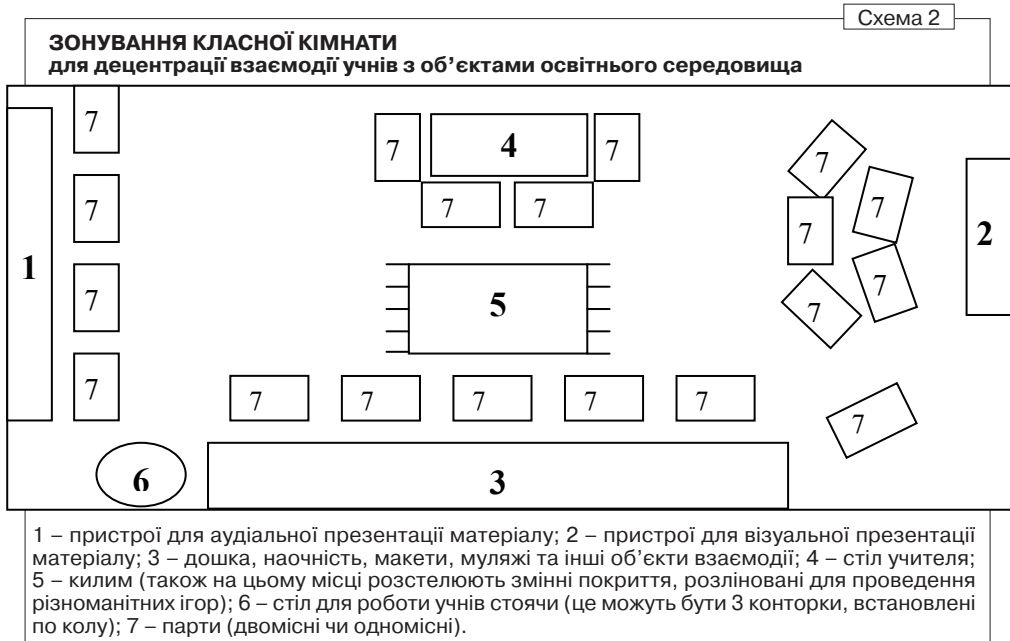 Схема 2
ЗОНУВАННЯ КЛАСНОЇ КІМНАТИ
для децентрації взаємодії учнів з об’єктами освітнього середовища
7
7 4 7
7
7
7
7 7 7
7
7
2
1
5
7
7
7
7
7 7 7 7 7
7
6
3
1 – пристрої для аудіальної презентації матеріалу; 2 – пристрої для візуальної презентації
матеріалу; 3 – дошка, наочність, макети, муляжі та інші об’єкти взаємодії; 4 – стіл учителя;
5 – килим (також на цьому місці розстелюють змінні покриття, розліновані для проведення
різноманітних ігор); 6 – стіл для роботи учнів стоячи (це можуть бути 3 конторки, встановлені
по колу); 7 – парти (двомісні чи одномісні).